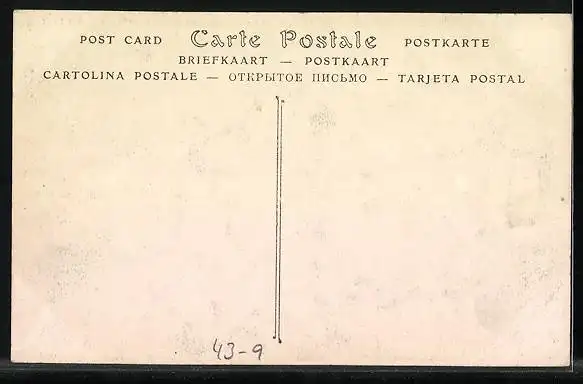 POST CARD Carte Postale POSTKARTE
BRIEFKAART — POSTKAART
CARTOLINA POSTALE — ОТКРЫТОЕ ПИСЬМО — TARJETA POSTAL
43-9